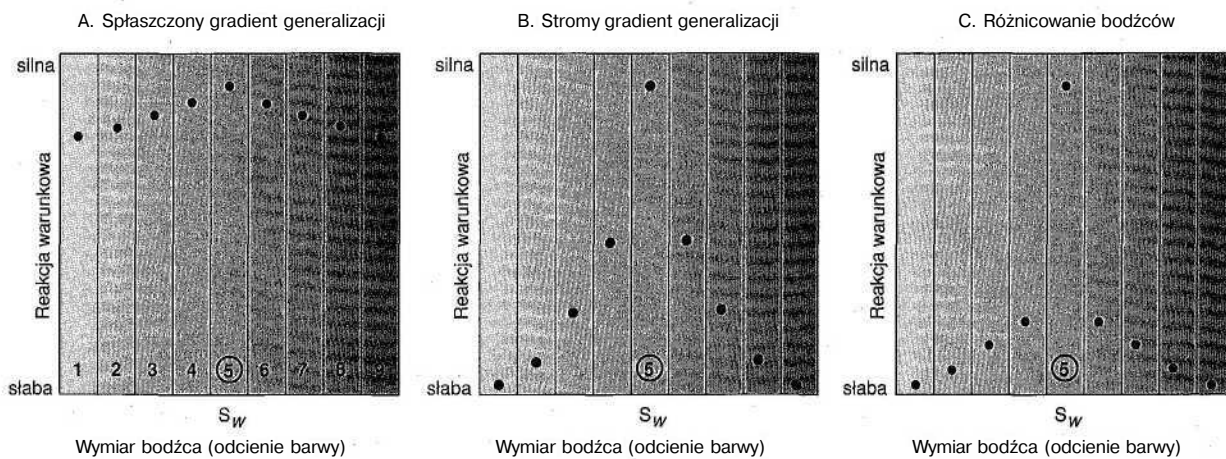 A. Spłaszczony gradient generalizacji
silna
Reakcja warunkowa
słaba
1 2 3 4 5 6 7 8 9
S_W
Wymiar bodźca (odcienie barwy)
B. Stromy gradient generalizacji
silna
Reakcja warunkowa
słaba
5
S_W
Wymiar bodźca (odcienie barwy)
C. Różnicowanie bodźców
silna
Reakcja warunkowa
słaba
5
S_W
Wymiar bodźca (odcienie barwy)